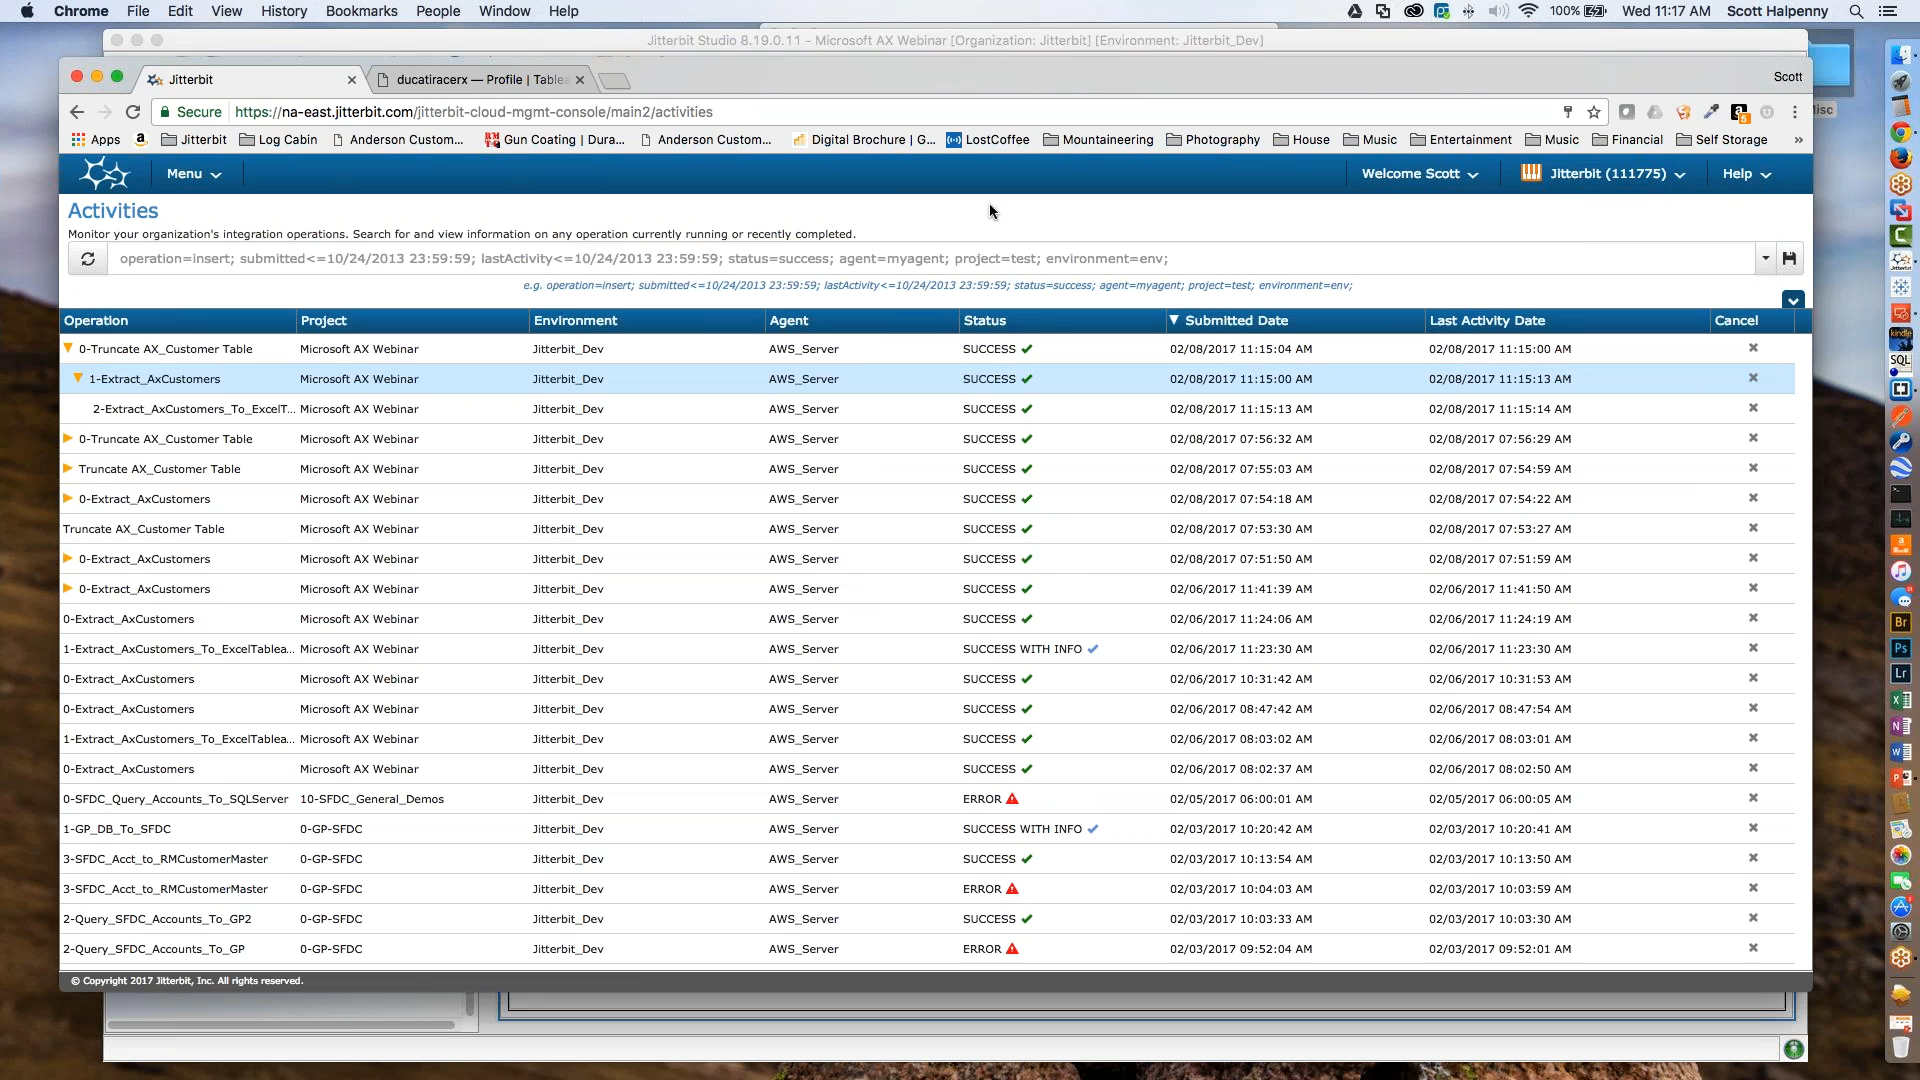 Chrome File Edit View History Bookmarks People Window Help 100% Wed 11:17 AM Scott Halpenny
Jitterbit Studio 8.19.0.11 - Microsoft AX Webinar [Organization: Jitterbit] [Environment: Jitterbit_Dev]
Jitterbit ducatiracerx — Profile | Tablea Scott
Secure https://na-east.jitterbit.com/jitterbit-cloud-mgmt-console/main2/activities
Apps Jitterbit Log Cabin Anderson Custom... Gun Coating | Dura... Anderson Custom... Digital Brochure | G... LostCoffee Mountaineering Photography House Music Entertainment Music Financial Self Storage »
Menu Welcome Scott Jitterbit (111775) Help
Activities
Monitor your organization's integration operations. Search for and view information on any operation currently running or recently completed.
operation=insert; submitted<=10/24/2013 23:59:59; lastActivity<=10/24/2013 23:59:59; status=success; agent=myagent; project=test; environment=env;
e.g. operation=insert; submitted<=10/24/2013 23:59:59; lastActivity<=10/24/2013 23:59:59; status=success; agent=myagent; project=test; environment=env;
Operation Project Environment Agent Status Submitted Date Last Activity Date Cancel
0-Truncate AX_Customer Table Microsoft AX Webinar Jitterbit_Dev AWS_Server SUCCESS 02/08/2017 11:15:04 AM 02/08/2017 11:15:00 AM
1-Extract_AxCustomers Microsoft AX Webinar Jitterbit_Dev AWS_Server SUCCESS 02/08/2017 11:15:00 AM 02/08/2017 11:15:13 AM
2-Extract_AxCustomers_To_ExcelT... Microsoft AX Webinar Jitterbit_Dev AWS_Server SUCCESS 02/08/2017 11:15:13 AM 02/08/2017 11:15:14 AM
0-Truncate AX_Customer Table Microsoft AX Webinar Jitterbit_Dev AWS_Server SUCCESS 02/08/2017 07:56:32 AM 02/08/2017 07:56:29 AM
Truncate AX_Customer Table Microsoft AX Webinar Jitterbit_Dev AWS_Server SUCCESS 02/08/2017 07:55:03 AM 02/08/2017 07:54:59 AM
0-Extract_AxCustomers Microsoft AX Webinar Jitterbit_Dev AWS_Server SUCCESS 02/08/2017 07:54:18 AM 02/08/2017 07:54:22 AM
Truncate AX_Customer Table Microsoft AX Webinar Jitterbit_Dev AWS_Server SUCCESS 02/08/2017 07:53:30 AM 02/08/2017 07:53:27 AM
0-Extract_AxCustomers Microsoft AX Webinar Jitterbit_Dev AWS_Server SUCCESS 02/08/2017 07:51:50 AM 02/08/2017 07:51:59 AM
0-Extract_AxCustomers Microsoft AX Webinar Jitterbit_Dev AWS_Server SUCCESS 02/06/2017 11:41:39 AM 02/06/2017 11:41:50 AM
0-Extract_AxCustomers Microsoft AX Webinar Jitterbit_Dev AWS_Server SUCCESS 02/06/2017 11:24:06 AM 02/06/2017 11:24:19 AM
1-Extract_AxCustomers_To_ExcelTablea... Microsoft AX Webinar Jitterbit_Dev AWS_Server SUCCESS WITH INFO 02/06/2017 11:23:30 AM 02/06/2017 11:23:30 AM
0-Extract_AxCustomers Microsoft AX Webinar Jitterbit_Dev AWS_Server SUCCESS 02/06/2017 10:31:42 AM 02/06/2017 10:31:53 AM
0-Extract_AxCustomers Microsoft AX Webinar Jitterbit_Dev AWS_Server SUCCESS 02/06/2017 08:47:42 AM 02/06/2017 08:47:54 AM
1-Extract_AxCustomers_To_ExcelTablea... Microsoft AX Webinar Jitterbit_Dev AWS_Server SUCCESS 02/06/2017 08:03:02 AM 02/06/2017 08:03:01 AM
0-Extract_AxCustomers Microsoft AX Webinar Jitterbit_Dev AWS_Server SUCCESS 02/06/2017 08:02:37 AM 02/06/2017 08:02:50 AM
0-SFDC_Query_Accounts_To_SQLServer 10-SFDC_General_Demos Jitterbit_Dev AWS_Server ERROR 02/05/2017 06:00:01 AM 02/05/2017 06:00:05 AM
1-GP_DB_To_SFDC 0-GP-SFDC Jitterbit_Dev AWS_Server SUCCESS WITH INFO 02/03/2017 10:20:42 AM 02/03/2017 10:20:41 AM
3-SFDC_Acct_to_RMCustomerMaster 0-GP-SFDC Jitterbit_Dev AWS_Server SUCCESS 02/03/2017 10:13:54 AM 02/03/2017 10:13:50 AM
3-SFDC_Acct_to_RMCustomerMaster 0-GP-SFDC Jitterbit_Dev AWS_Server ERROR 02/03/2017 10:04:03 AM 02/03/2017 10:03:59 AM
2-Query_SFDC_Accounts_To_GP2 0-GP-SFDC Jitterbit_Dev AWS_Server SUCCESS 02/03/2017 10:03:33 AM 02/03/2017 10:03:30 AM
2-Query_SFDC_Accounts_To_GP 0-GP-SFDC Jitterbit_Dev AWS_Server ERROR 02/03/2017 09:52:04 AM 02/03/2017 09:52:01 AM
© Copyright 2017 Jitterbit, Inc. All rights reserved.